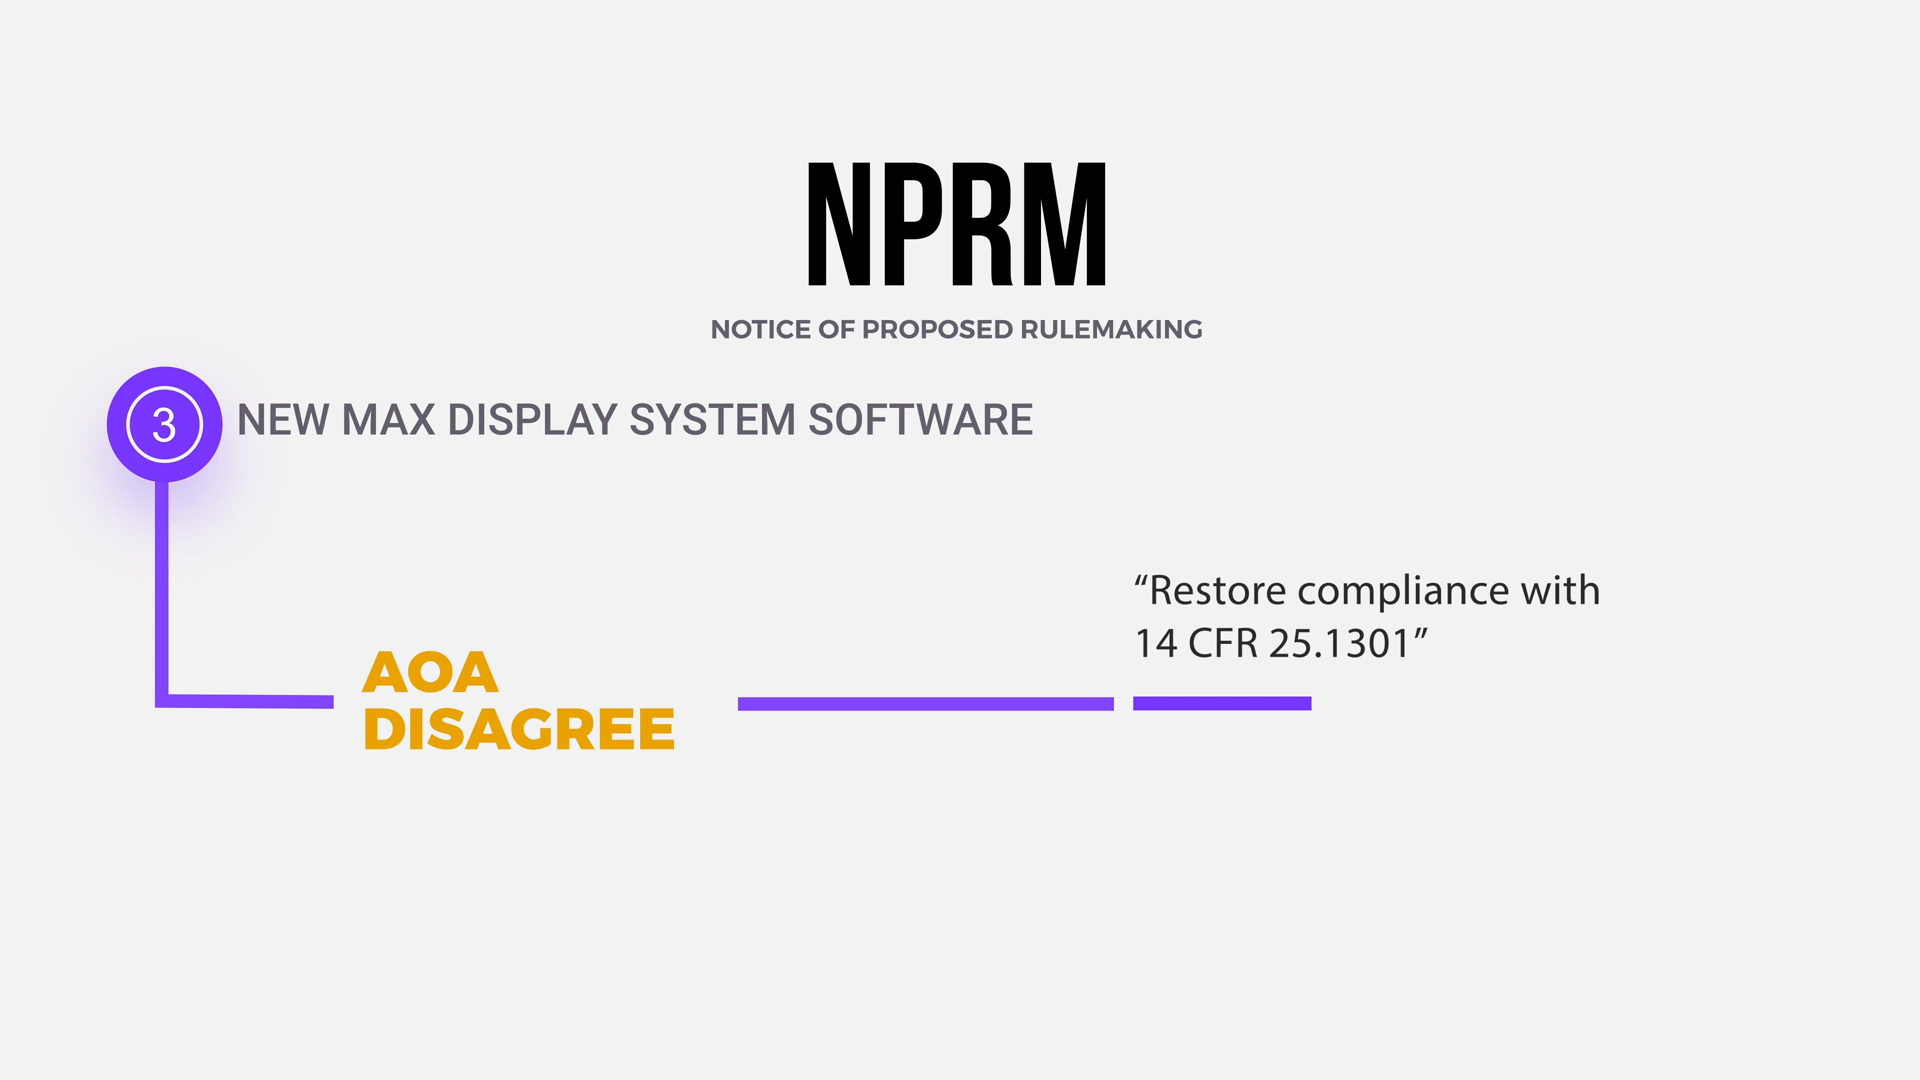 NPRM
NOTICE OF PROPOSED RULEMAKING
3 NEW MAX DISPLAY SYSTEM SOFTWARE
“Restore compliance with
14 CFR 25.1301”
AOA
DISAGREE